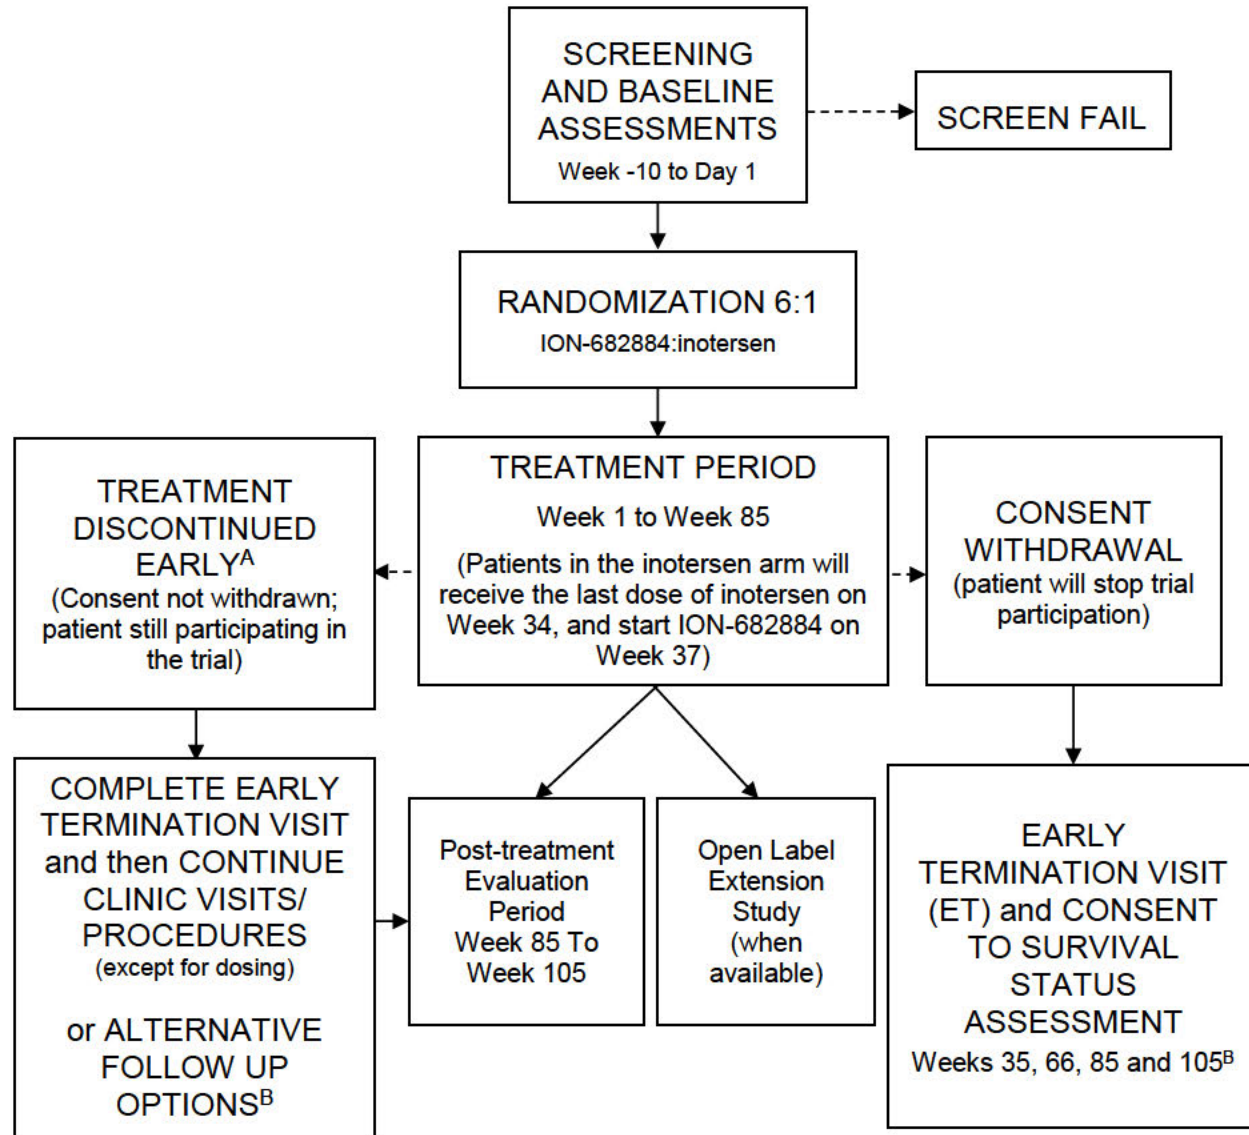 SCREENING
AND BASELINE
ASSESSMENTS
Week -10 to Day 1
SCREEN FAIL
RANDOMIZATION 6:1
ION-682884:inotersen
TREATMENT
DISCONTINUED
EARLYᴬ
(Consent not withdrawn;
patient still participating in
the trial)
TREATMENT PERIOD
Week 1 to Week 85
(Patients in the inotersen arm will
receive the last dose of inotersen on
Week 34, and start ION-682884 on
Week 37)
CONSENT
WITHDRAWAL
(patient will stop trial
participation)
COMPLETE EARLY
TERMINATION VISIT
and then CONTINUE
CLINIC VISITS/
PROCEDURES
(except for dosing)
or ALTERNATIVE
FOLLOW UP
OPTIONSᴮ
Post-treatment
Evaluation
Period
Week 85 To
Week 105
Open Label
Extension
Study
(when
available)
EARLY
TERMINATION VISIT
(ET) and CONSENT
TO SURVIVAL
STATUS
ASSESSMENT
Weeks 35, 66, 85 and 105ᴮ